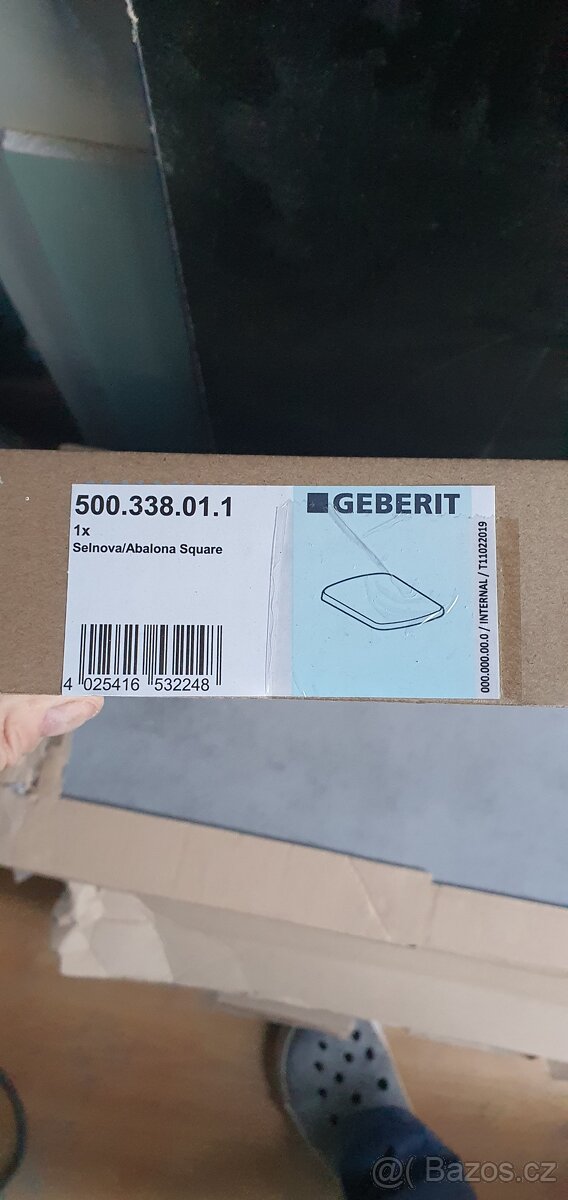 500.338.01.1
1x
Selnova/Abalona Square
4 025416 532248
GEBERIT
000.000.00.0 / INTERNAL / T11022019
@ Bazos.cz